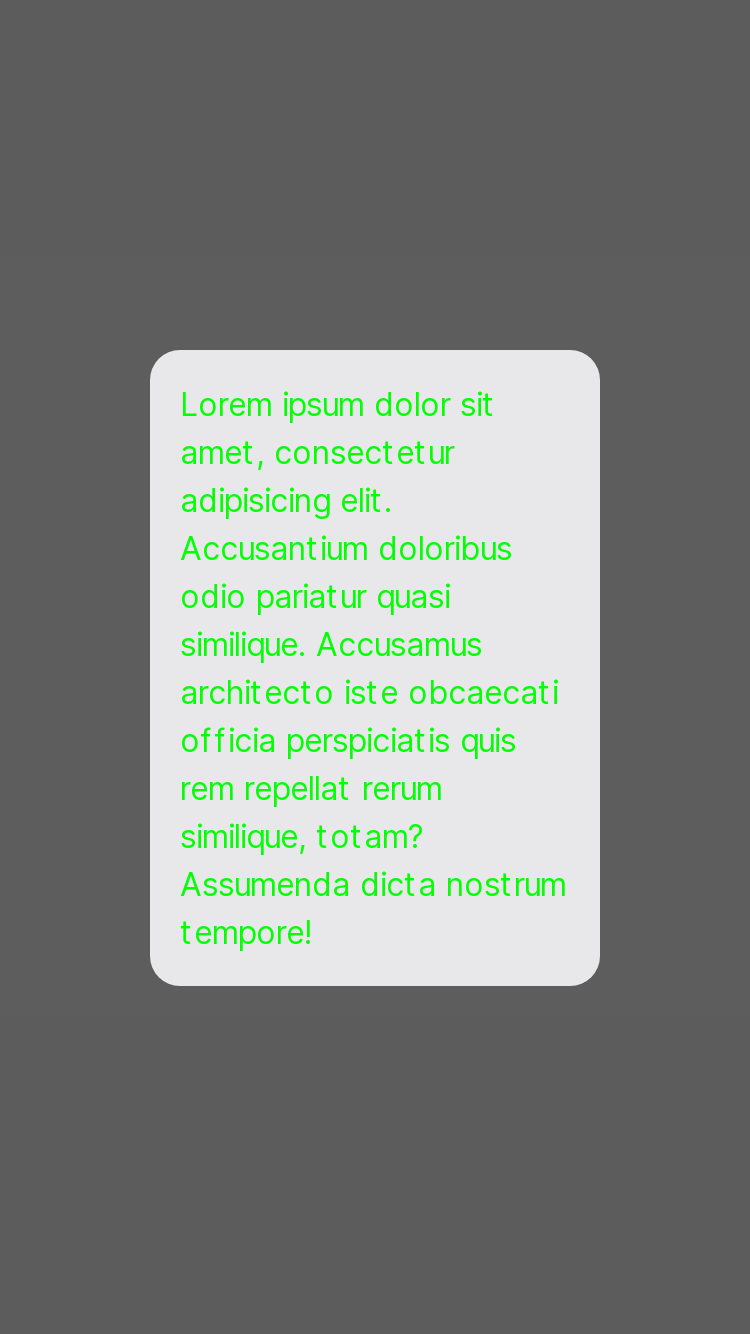 Lorem ipsum dolor sit
amet, consectetur
adipisicing elit.
Accusantium doloribus
odio pariatur quasi
similique. Accusamus
architecto iste obcaecati
officia perspiciatis quis
rem repellat rerum
similique, totam?
Assumenda dicta nostrum
tempore!